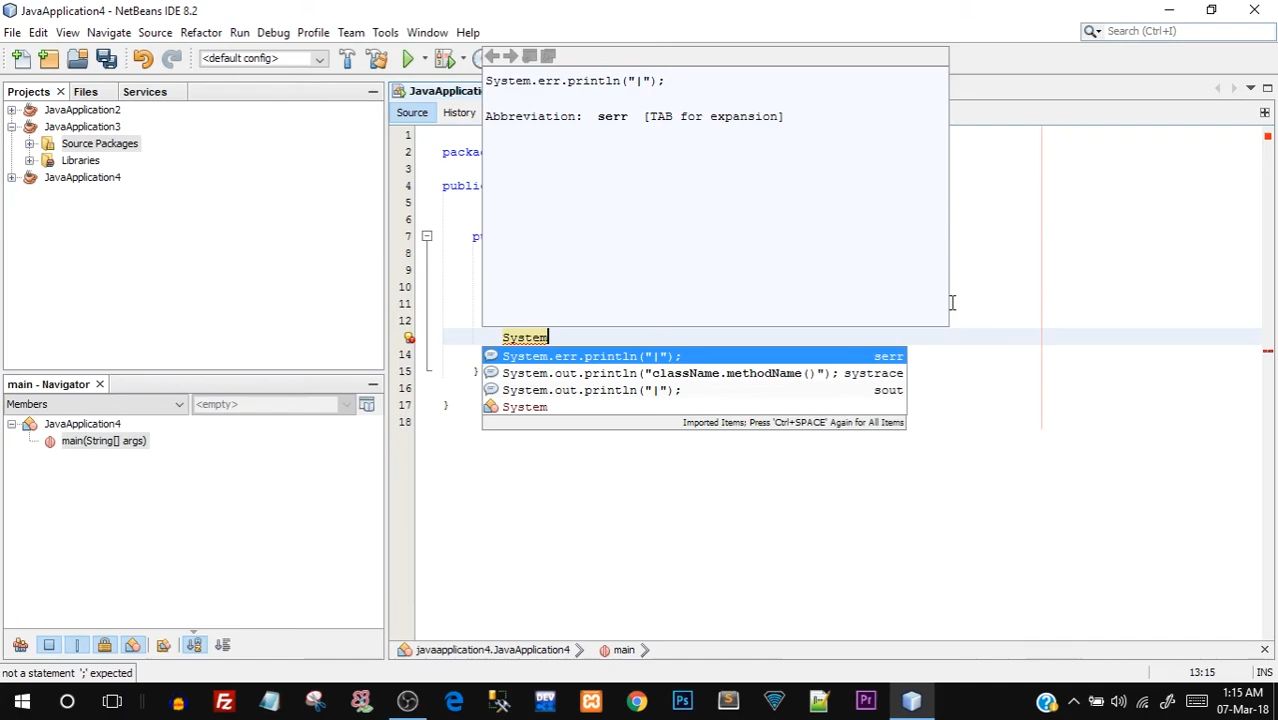 JavaApplication4 - NetBeans IDE 8.2
File Edit View Navigate Source Refactor Run Debug Profile Team Tools Window Help
Search (Ctrl+I)
<default config>
Projects Files Services
JavaApplication2
JavaApplication3
Source Packages
Libraries
JavaApplication4
JavaApplicati
Source History
System.err.println("|");
Abbreviation: serr [TAB for expansion]
1
2 packa
3
4 publi
5
6
7 pu
8
9
10
11
12
System
14
15 }
16
17 }
18
System.err.println("|"); serr
System.out.println("className.methodName()"); systrace
System.out.println("|"); sout
System
Imported Items; Press 'Ctrl+SPACE' Again for All Items
main - Navigator
Members <empty>
JavaApplication4
main(String[] args)
javaapplication4.JavaApplication4 main
not a statement ';' expected
13:15 INS
1:15 AM
07-Mar-18